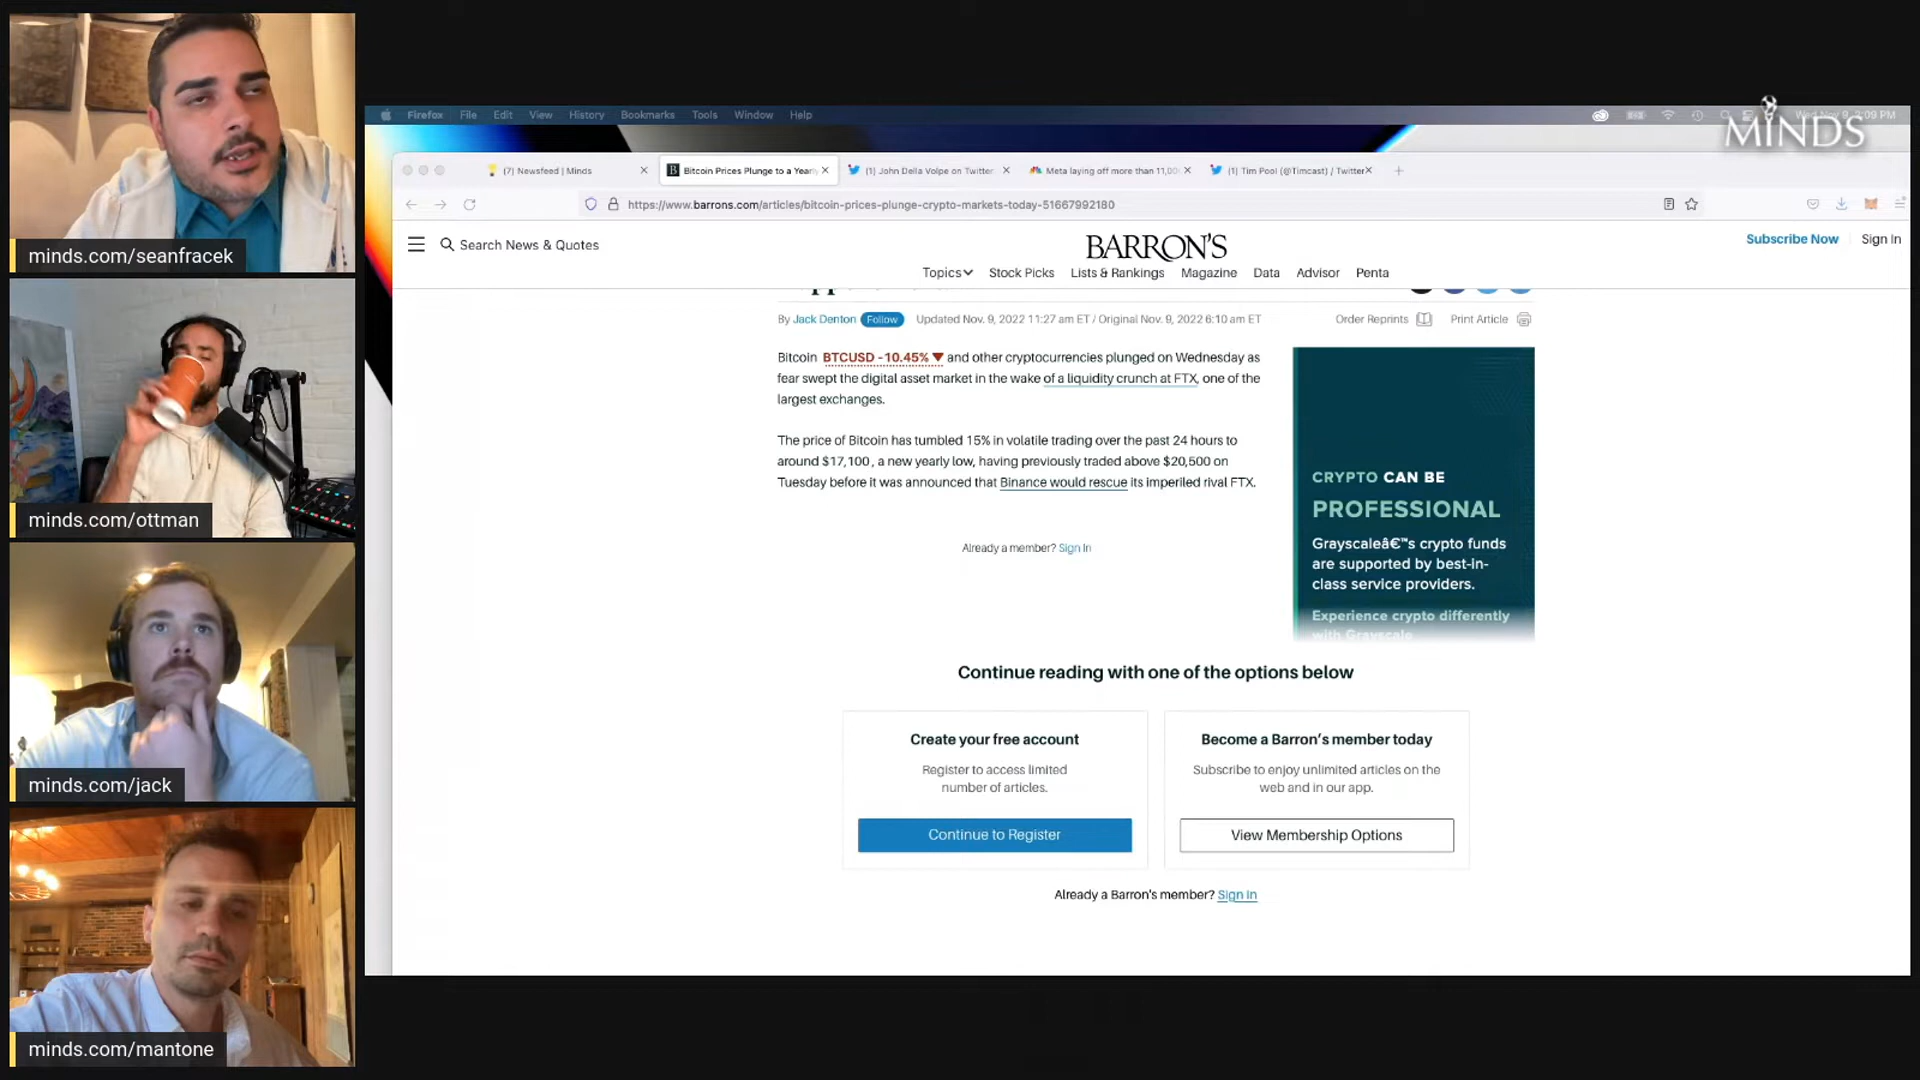 minds.com/seanfracek
minds.com/ottman
minds.com/jack
minds.com/mantone
MINDS
Firefox File Edit View History Bookmarks Tools Window Help
(7) Newsfeed | Minds
Bitcoin Prices Plunge to a Yearly
(1) John Della Volpe on Twitter:
Meta laying off more than 11,00
(1) Tim Pool (@Timcast) / Twitter
https://www.barrons.com/articles/bitcoin-prices-plunge-crypto-markets-today-51667992180
Search News & Quotes
BARRON'S
Subscribe Now Sign In
Topics Stock Picks Lists & Rankings Magazine Data Advisor Penta
By Jack Denton Follow Updated Nov. 9, 2022 11:27 am ET / Original Nov. 9, 2022 6:10 am ET
Order Reprints Print Article
Bitcoin BTCUSD -10.45% ▼ and other cryptocurrencies plunged on Wednesday as
fear swept the digital asset market in the wake of a liquidity crunch at FTX, one of the
largest exchanges.
The price of Bitcoin has tumbled 15% in volatile trading over the past 24 hours to
around $17,100, a new yearly low, having previously traded above $20,500 on
Tuesday before it was announced that Binance would rescue its imperiled rival FTX.
Already a member? Sign In
CRYPTO CAN BE
PROFESSIONAL
Grayscaleâ€™s crypto funds
are supported by best-in-
class service providers.
Experience crypto differently
with Grayscale
Continue reading with one of the options below
Create your free account
Register to access limited
number of articles.
Continue to Register
Become a Barron's member today
Subscribe to enjoy unlimited articles on the
web and in our app.
View Membership Options
Already a Barron's member? Sign In